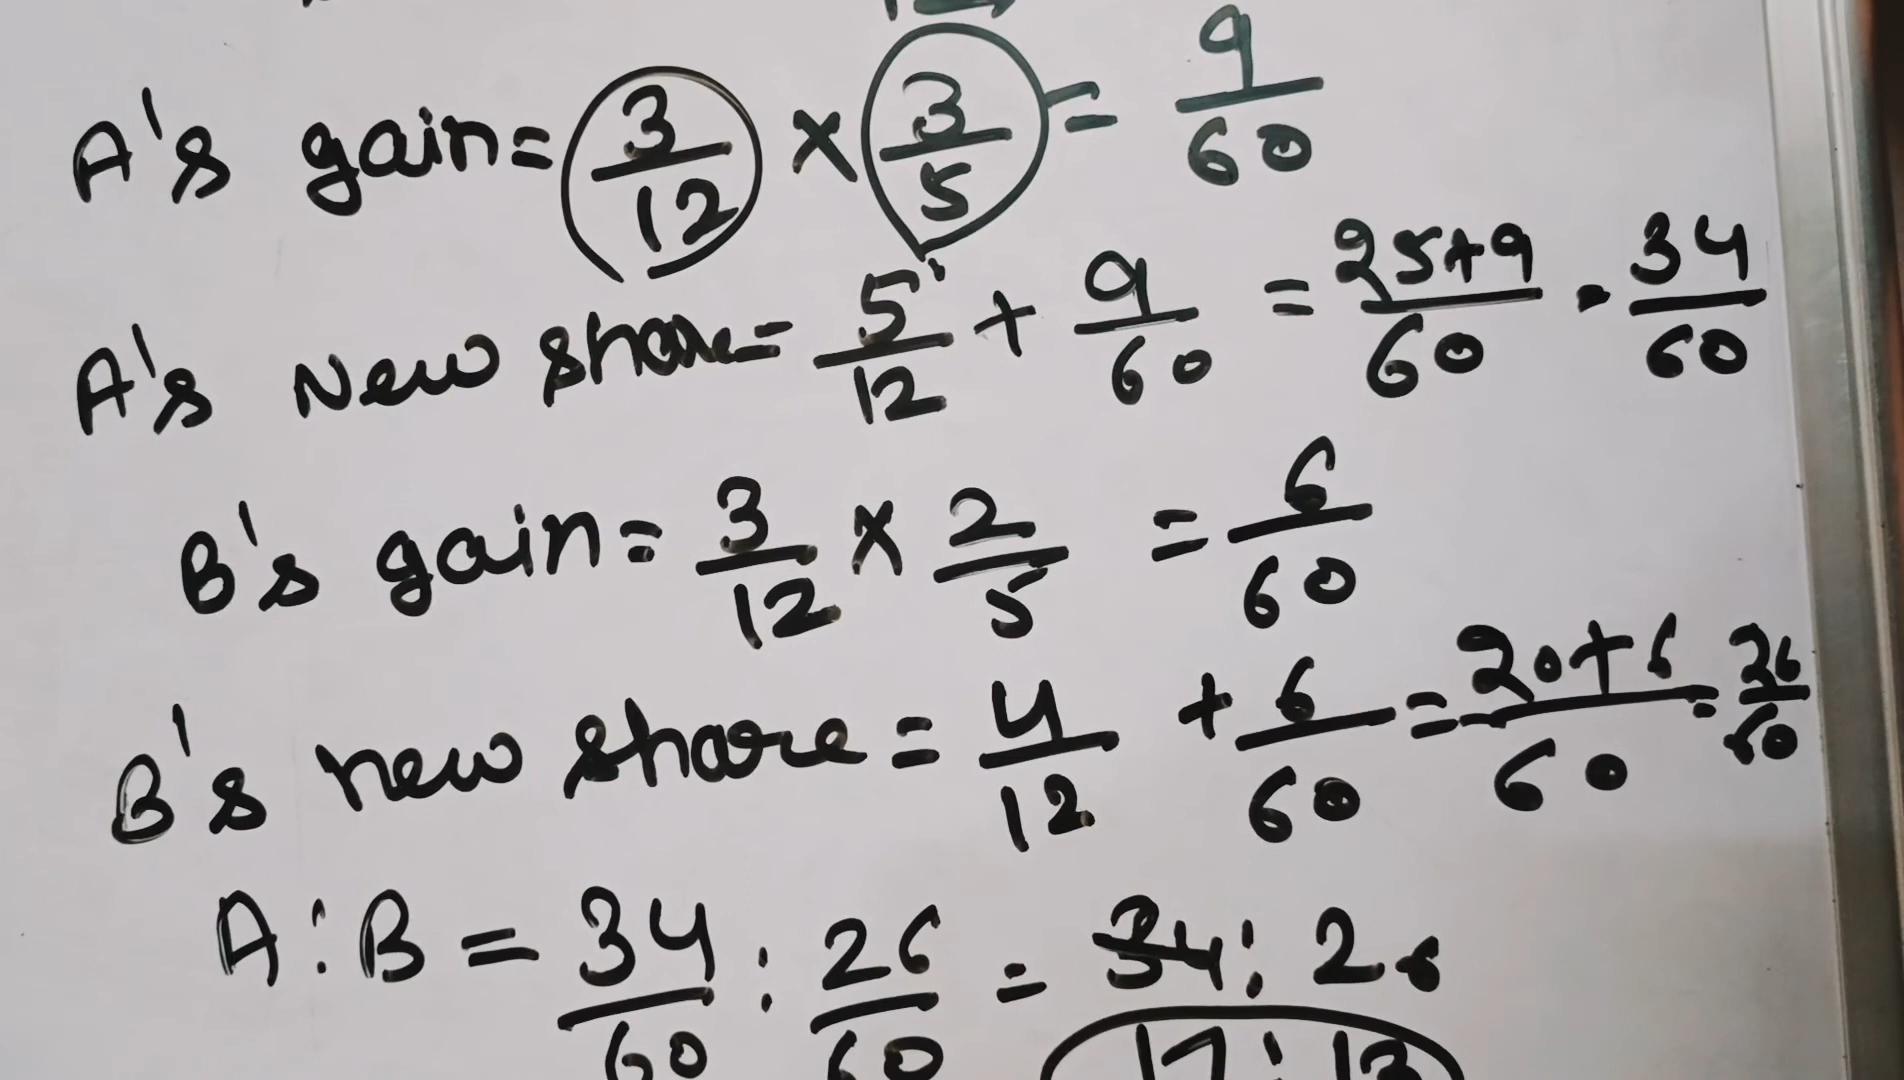 A's gain = 3/12 × 3/5 = 9/60
A's New share = 5/12 + 9/60 = 25+9/60 = 34/60
B's gain = 3/12 × 2/5 = 6/60
B's new share = 4/12 + 6/60 = 20+6/60 = 26/60
A : B = 34/60 : 26/60 = 34 : 26
17 : 13